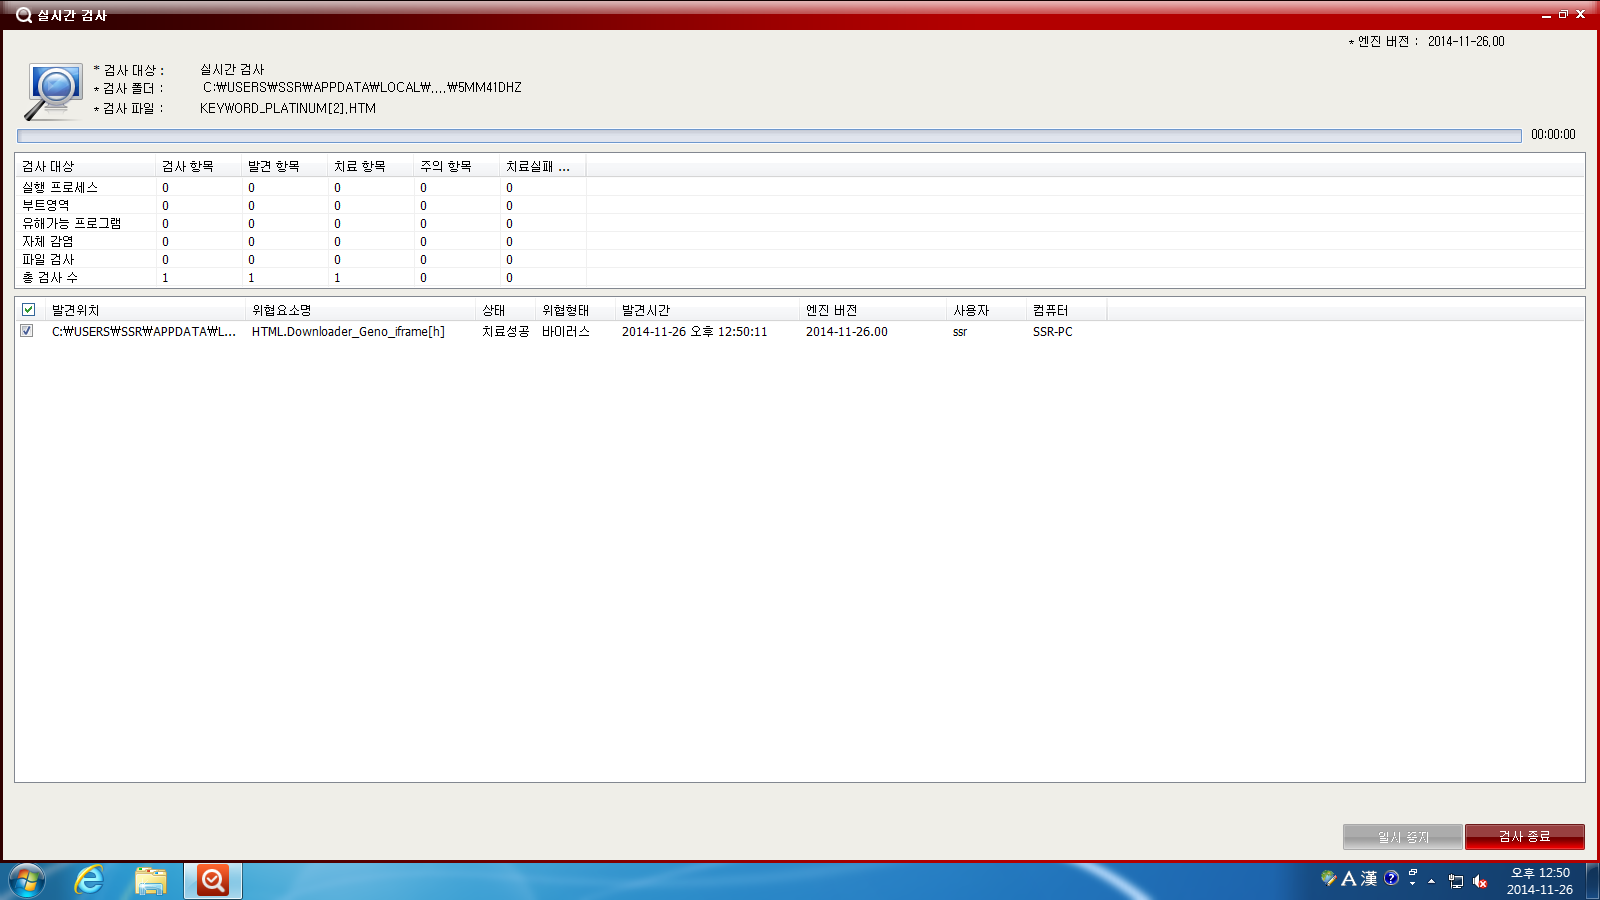 실시간 검사
* 엔진 버전 : 2014-11-26.00
* 검사 대상 : 실시간 검사
* 검사 폴더 : C:₩USERS₩SSR₩APPDATA₩LOCAL₩....₩5MM41DHZ
* 검사 파일 : KEYWORD_PLATINUM[2].HTM
00:00:00
검사 대상 검사 항목 발견 항목 치료 항목 주의 항목 치료실패 ...
실행 프로세스 0 0 0 0 0
부트영역 0 0 0 0 0
유해가능 프로그램 0 0 0 0 0
자체 감염 0 0 0 0 0
파일 검사 0 0 0 0 0
총 검사 수 1 1 1 0 0
발견위치 위협요소명 상태 위협형태 발견시간 엔진 버전 사용자 컴퓨터
C:₩USERS₩SSR₩APPDATA₩L... HTML.Downloader_Geno_iframe[h] 치료성공 바이러스 2014-11-26 오후 12:50:11 2014-11-26.00 ssr SSR-PC
일시 중지 검사 종료
A 漢 오후 12:50
2014-11-26